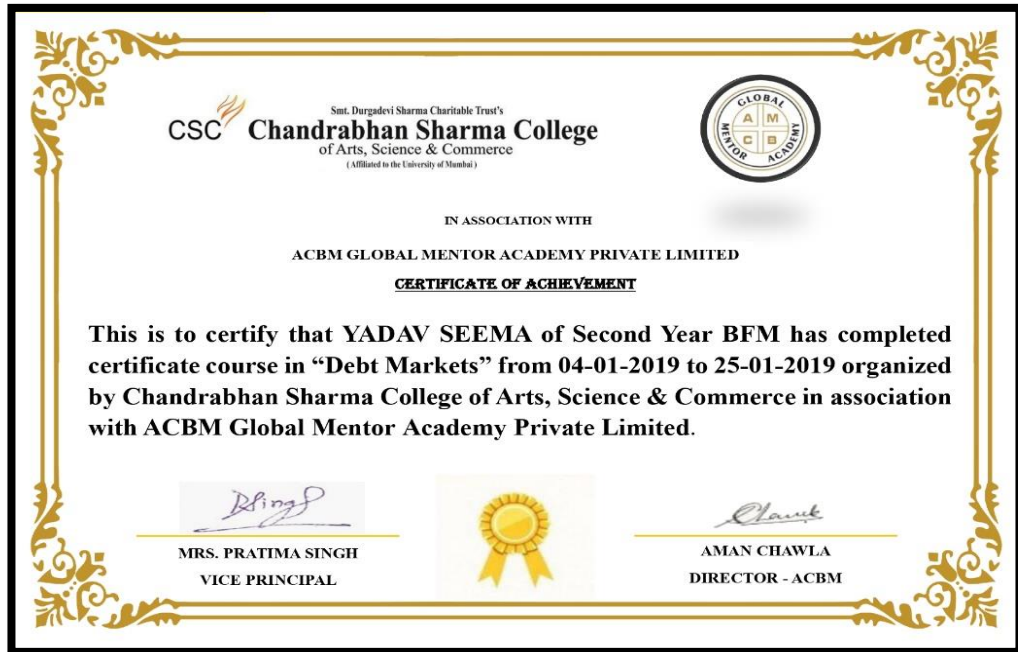 CSC
Smt. Durgadevi Sharma Charitable Trust's
Chandrabhan Sharma College
of Arts, Science & Commerce
( Affiliated to the University of Mumbai )
GLOBAL
A M
C B
MENTOR ACADEMY
IN ASSOCIATION WITH
ACBM GLOBAL MENTOR ACADEMY PRIVATE LIMITED
CERTIFICATE OF ACHIEVEMENT
This is to certify that YADAV SEEMA of Second Year BFM has completed
certificate course in “Debt Markets” from 04-01-2019 to 25-01-2019 organized
by Chandrabhan Sharma College of Arts, Science & Commerce in association
with ACBM Global Mentor Academy Private Limited.
MRS. PRATIMA SINGH
VICE PRINCIPAL
AMAN CHAWLA
DIRECTOR - ACBM